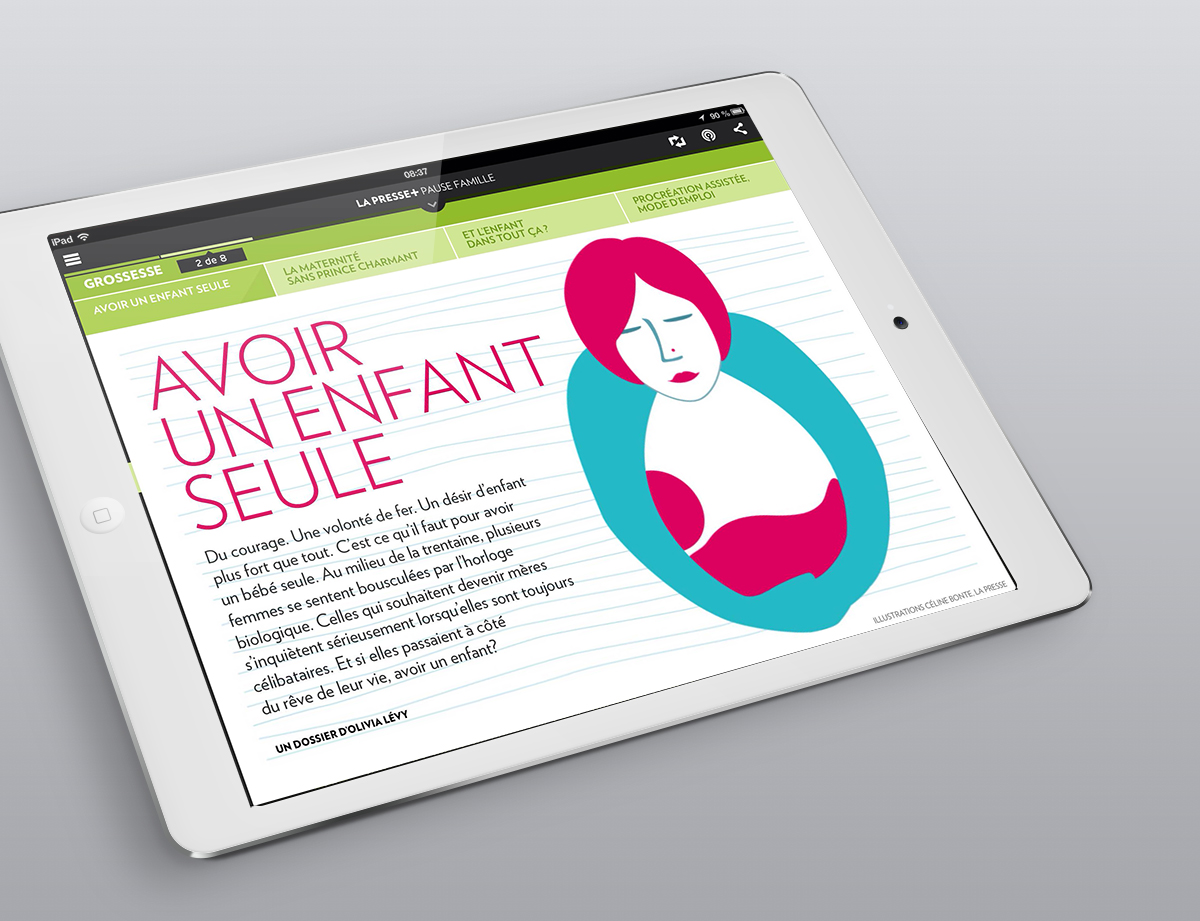 iPad
08:37
90 %
LA PRESSE+ PAUSE FAMILLE
GROSSESSE
2 de 8
AVOIR UN ENFANT SEULE
LA MATERNITÉ
SANS PRINCE CHARMANT
ET L'ENFANT
DANS TOUT ÇA?
PROCRÉATION ASSISTÉE,
MODE D'EMPLOI
AVOIR
UN ENFANT
SEULE
Du courage. Une volonté de fer. Un désir d'enfant
plus fort que tout. C'est ce qu'il faut pour avoir
un bébé seule. Au milieu de la trentaine, plusieurs
femmes se sentent bousculées par l'horloge
biologique. Celles qui souhaitent devenir mères
s'inquiètent sérieusement lorsqu'elles sont toujours
célibataires. Et si elles passaient à côté
du rêve de leur vie, avoir un enfant?
UN DOSSIER D'OLIVIA LÉVY
ILLUSTRATIONS CÉLINE BONTE, LA PRESSE